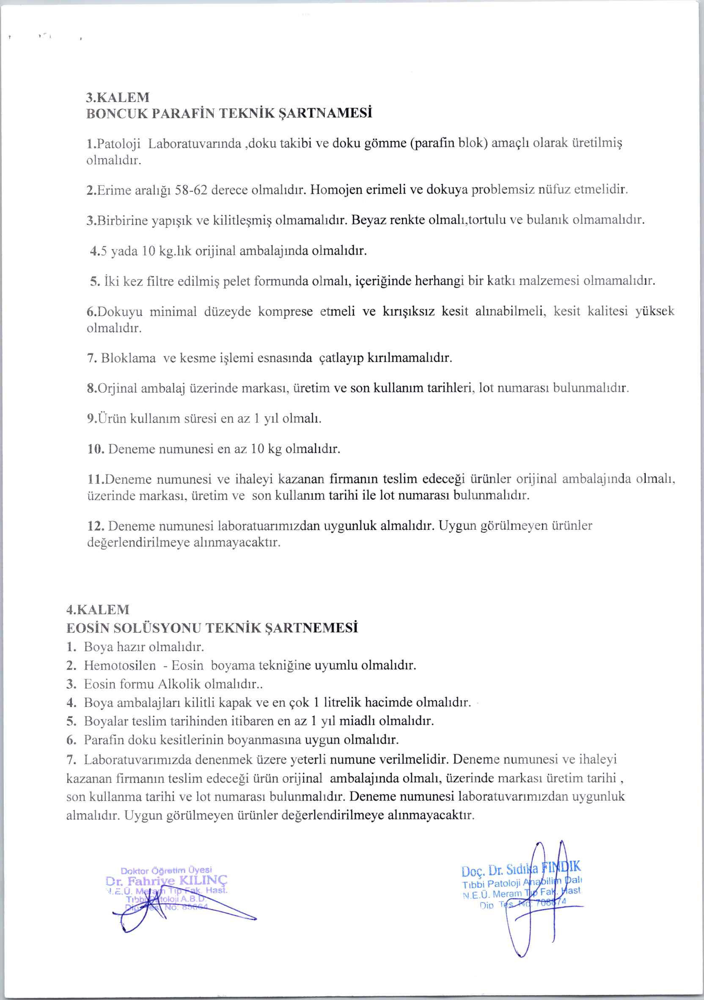 3.KALEM
BONCUK PARAFİN TEKNİK ŞARTNAMESİ
1.Patoloji Laboratuvarında ,doku takibi ve doku gömme (parafin blok) amaçlı olarak üretilmiş
olmalıdır.
2.Erime aralığı 58-62 derece olmalıdır. Homojen erimeli ve dokuya problemsiz nüfuz etmelidir.
3.Birbirine yapışık ve kilitleşmiş olmamalıdır. Beyaz renkte olmalı,tortulu ve bulanık olmamalıdır.
4.5 yada 10 kg.lık orijinal ambalajında olmalıdır.
5. İki kez filtre edilmiş pelet formunda olmalı, içeriğinde herhangi bir katkı malzemesi olmamalıdır.
6.Dokuyu minimal düzeyde komprese etmeli ve kırışıksız kesit alınabilmeli, kesit kalitesi yüksek
olmalıdır.
7. Bloklama ve kesme işlemi esnasında çatlayıp kırılmamalıdır.
8.Orjinal ambalaj üzerinde markası, üretim ve son kullanım tarihleri, lot numarası bulunmalıdır.
9.Ürün kullanım süresi en az 1 yıl olmalı.
10. Deneme numunesi en az 10 kg olmalıdır.
11.Deneme numunesi ve ihaleyi kazanan firmanın teslim edeceği ürünler orijinal ambalajında olmalı,
üzerinde markası, üretim ve son kullanım tarihi ile lot numarası bulunmalıdır.
12. Deneme numunesi laboratuarımızdan uygunluk almalıdır. Uygun görülmeyen ürünler
değerlendirilmeye alınmayacaktır.
4.KALEM
EOSİN SOLÜSYONU TEKNİK ŞARTNEMESİ
1. Boya hazır olmalıdır.
2. Hemotosilen - Eosin boyama tekniğine uyumlu olmalıdır.
3. Eosin formu Alkolik olmalıdır..
4. Boya ambalajları kilitli kapak ve en çok 1 litrelik hacimde olmalıdır.
5. Boyalar teslim tarihinden itibaren en az 1 yıl miadlı olmalıdır.
6. Parafin doku kesitlerinin boyanmasına uygun olmalıdır.
7. Laboratuvarımızda denenmek üzere yeterli numune verilmelidir. Deneme numunesi ve ihaleyi
kazanan firmanın teslim edeceği ürün orijinal ambalajında olmalı, üzerinde markası üretim tarihi ,
son kullanma tarihi ve lot numarası bulunmalıdır. Deneme numunesi laboratuvarımızdan uygunluk
almalıdır. Uygun görülmeyen ürünler değerlendirilmeye alınmayacaktır.
Doktor Öğretim Üyesi
Dr. Fahriye KILINÇ
N.E.Ü. Meram Tıp Fak. Hast.
Tıbbi Patoloji A.B.D.
Dip. Tes. No: 85664
Doç. Dr. Sıdıka FINDIK
Tıbbi Patoloji Anabilim Dalı
N.E.Ü. Meram Tıp Fak. Hast
Dip Tes. No: